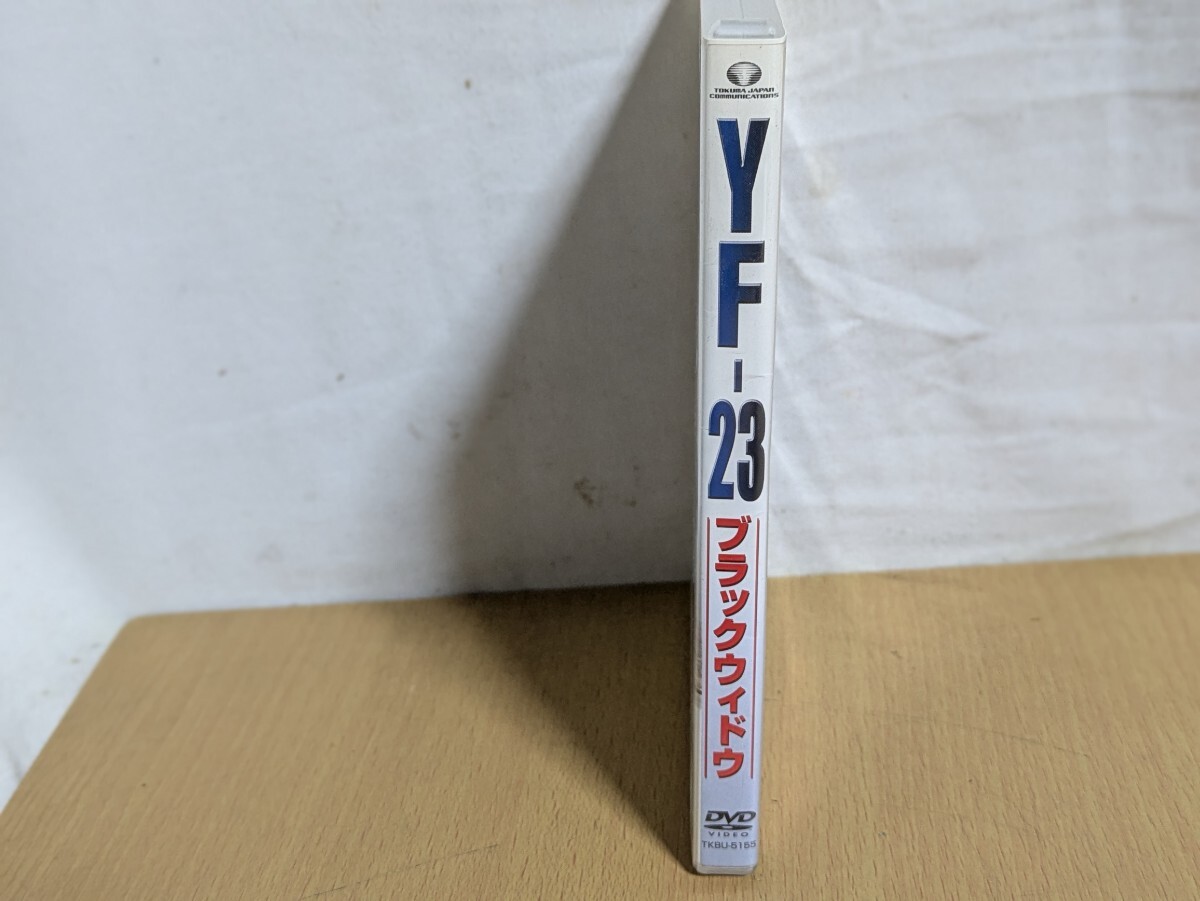 TOKUMA JAPAN
COMMUNICATIONS
YF-23
ブラックウィドウ
DVD
VIDEO
TKBU-5155